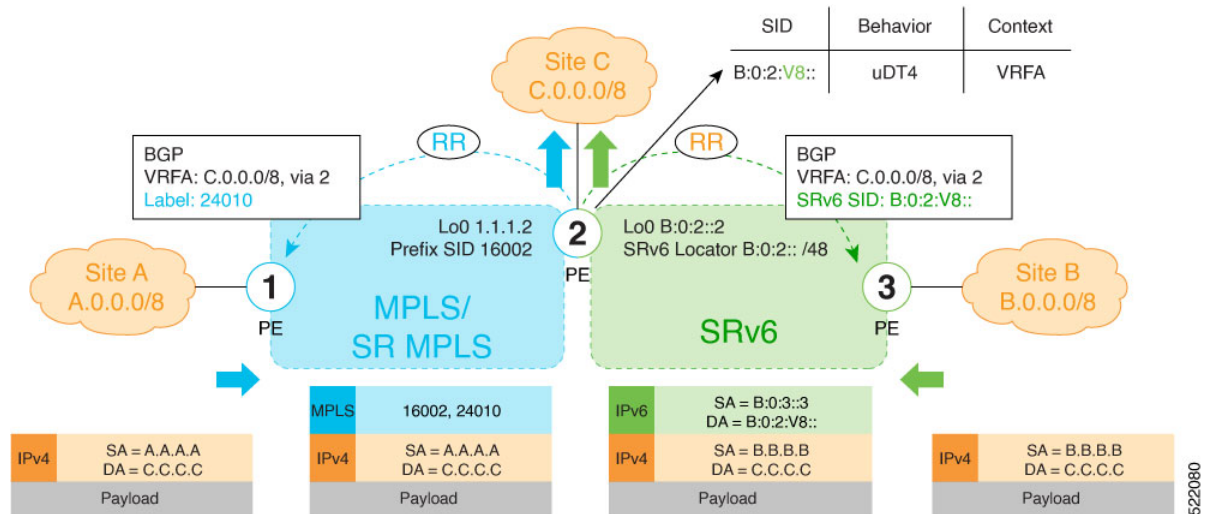 SID Behavior Context
B:0:2:V8:: uDT4 VRFA
Site C
C.0.0.0/8
RR
RR
BGP
VRFA: C.0.0.0/8, via 2
Label: 24010
BGP
VRFA: C.0.0.0/8, via 2
SRv6 SID: B:0:2:V8::
Lo0 1.1.1.2
Prefix SID 16002
2
PE
Lo0 B:0:2::2
SRv6 Locator B:0:2:: /48
Site A
A.0.0.0/8
1
PE
MPLS/
SR MPLS
SRv6
3
PE
Site B
B.0.0.0/8
MPLS 16002, 24010
IPv6 SA = B:0:3::3
DA = B:0:2:V8::
IPv4 SA = A.A.A.A
DA = C.C.C.C
Payload
IPv4 SA = A.A.A.A
DA = C.C.C.C
Payload
IPv4 SA = B.B.B.B
DA = C.C.C.C
Payload
IPv4 SA = B.B.B.B
DA = C.C.C.C
Payload
522080